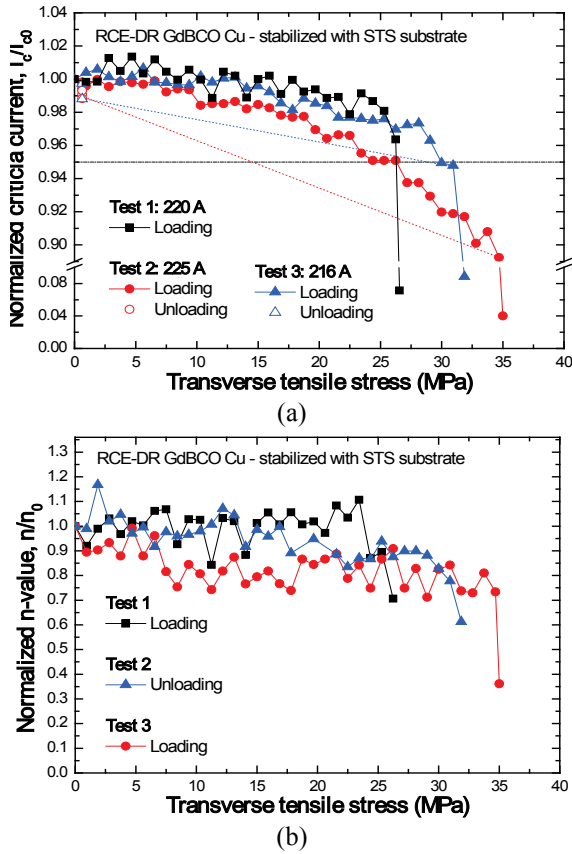 RCE-DR GdBCO Cu - stabilized with STS substrate
Normalized criticia current, Ic/Ic0
1.04
1.02
1.00
0.98
0.96
0.94
0.92
0.90
0.08
0.04
0.00
Test 1: 220 A
Loading
Test 2: 225 A
Loading
Unloading
Test 3: 216 A
Loading
Unloading
0 5 10 15 20 25 30 35 40
Transverse tensile stress (MPa)
(a)
RCE-DR GdBCO Cu - stabilized with STS substrate
Normalized n-value, n/n0
1.3
1.2
1.1
1.0
0.9
0.8
0.7
0.6
0.5
0.4
0.3
0.2
0.1
0.0
Test 1
Loading
Test 2
Unloading
Test 3
Loading
0 5 10 15 20 25 30 35 40
Transverse tensile stress (MPa)
(b)